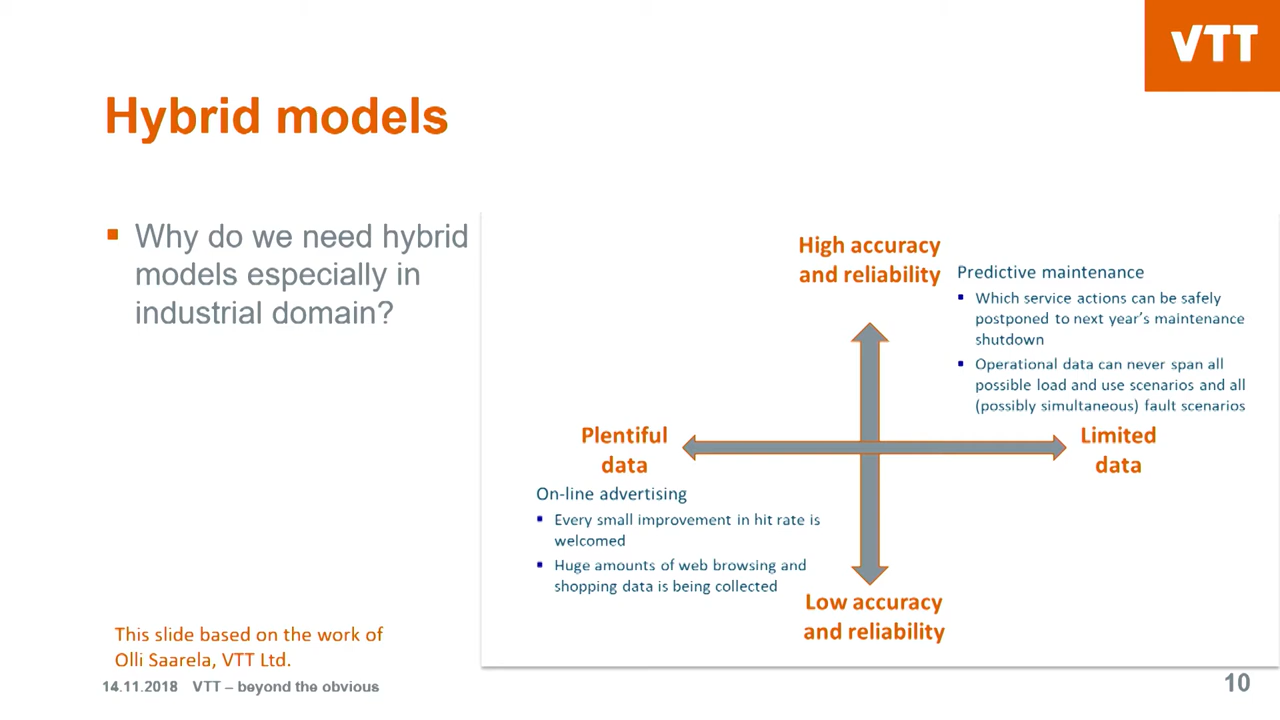 VTT
Hybrid models
▪ Why do we need hybrid
models especially in
industrial domain?
High accuracy
and reliability
Predictive maintenance
▪ Which service actions can be safely
postponed to next year's maintenance
shutdown
▪ Operational data can never span all
possible load and use scenarios and all
(possibly simultaneous) fault scenarios
Plentiful
data
Limited
data
On-line advertising
▪ Every small improvement in hit rate is
welcomed
▪ Huge amounts of web browsing and
shopping data is being collected
Low accuracy
and reliability
This slide based on the work of
Olli Saarela, VTT Ltd.
14.11.2018 VTT – beyond the obvious
10